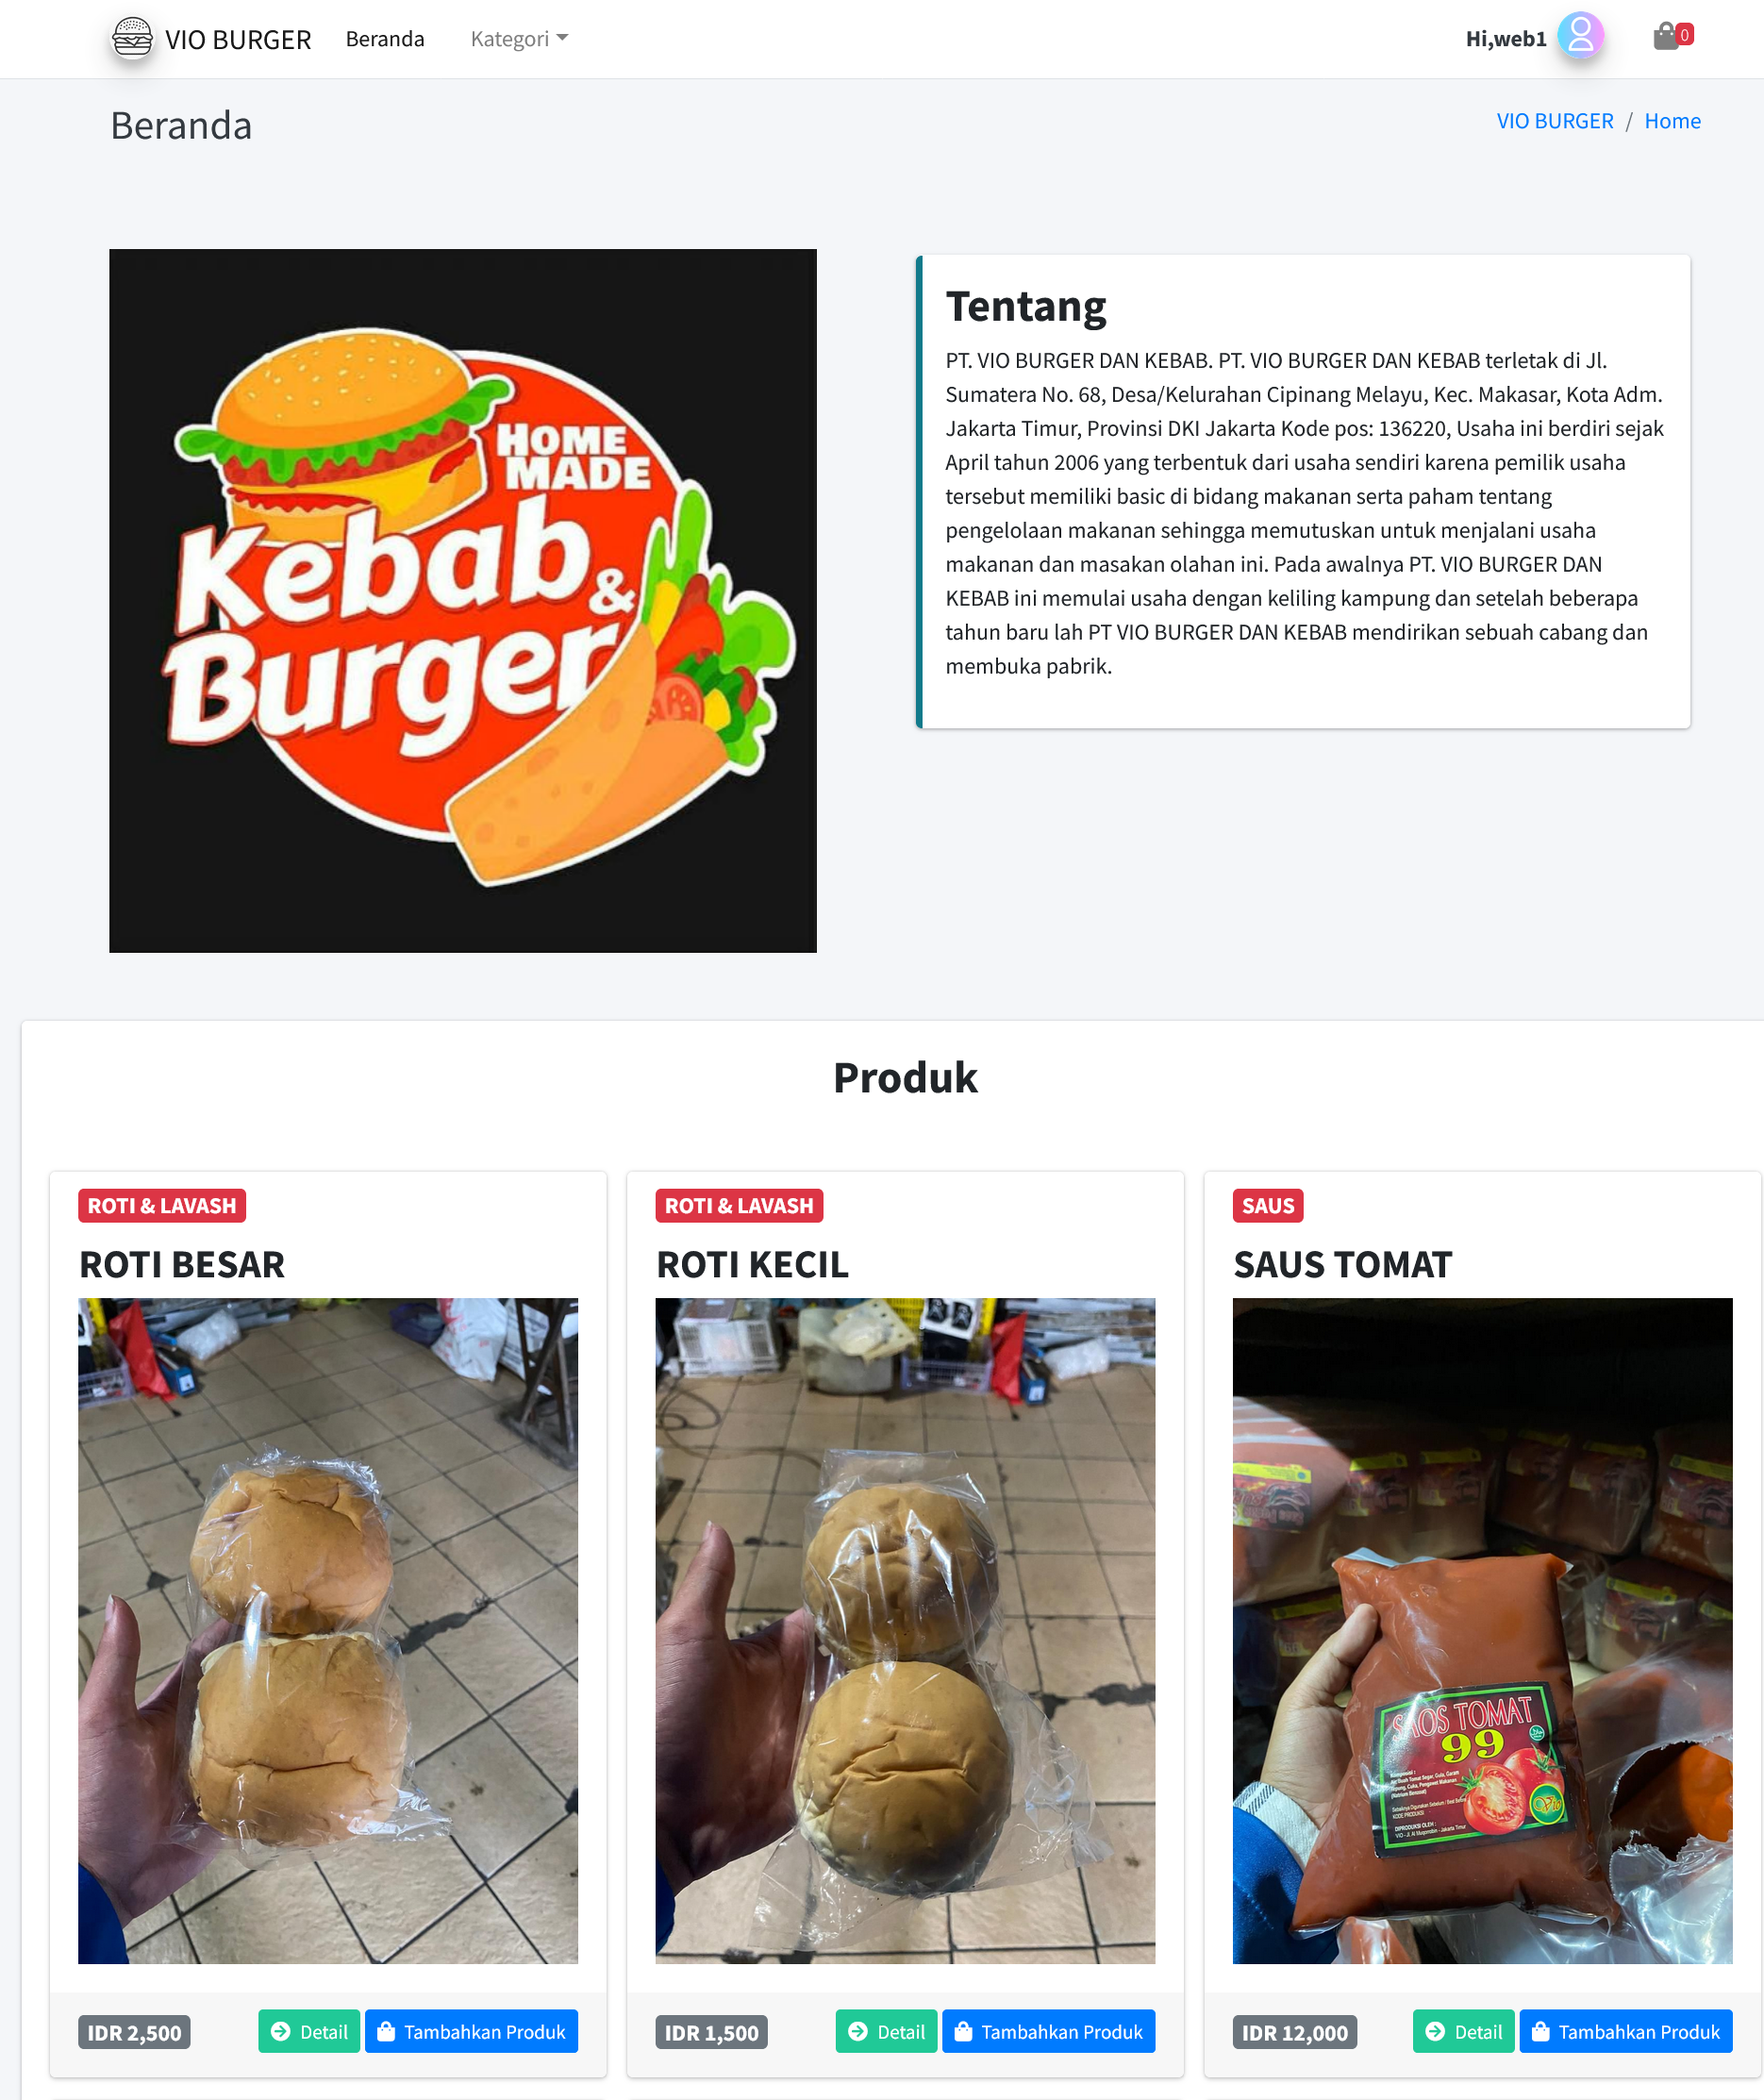 VIO BURGER
Beranda
Kategori
Hi,web1
0
Beranda
VIO BURGER / Home
HOME
MADE
Kebab
&
Burger
Tentang
PT. VIO BURGER DAN KEBAB. PT. VIO BURGER DAN KEBAB terletak di Jl.
Sumatera No. 68, Desa/Kelurahan Cipinang Melayu, Kec. Makasar, Kota Adm.
Jakarta Timur, Provinsi DKI Jakarta Kode pos: 136220, Usaha ini berdiri sejak
April tahun 2006 yang terbentuk dari usaha sendiri karena pemilik usaha
tersebut memiliki basic di bidang makanan serta paham tentang
pengelolaan makanan sehingga memutuskan untuk menjalani usaha
makanan dan masakan olahan ini. Pada awalnya PT. VIO BURGER DAN
KEBAB ini memulai usaha dengan keliling kampung dan setelah beberapa
tahun baru lah PT VIO BURGER DAN KEBAB mendirikan sebuah cabang dan
membuka pabrik.
Produk
ROTI & LAVASH
ROTI BESAR
IDR 2,500
Detail
Tambahkan Produk
ROTI & LAVASH
ROTI KECIL
IDR 1,500
Detail
Tambahkan Produk
SAUS
SAUS TOMAT
SAOS TOMAT
99
Vio
DIPRODUKSI OLEH :
IDR 12,000
Detail
Tambahkan Produk